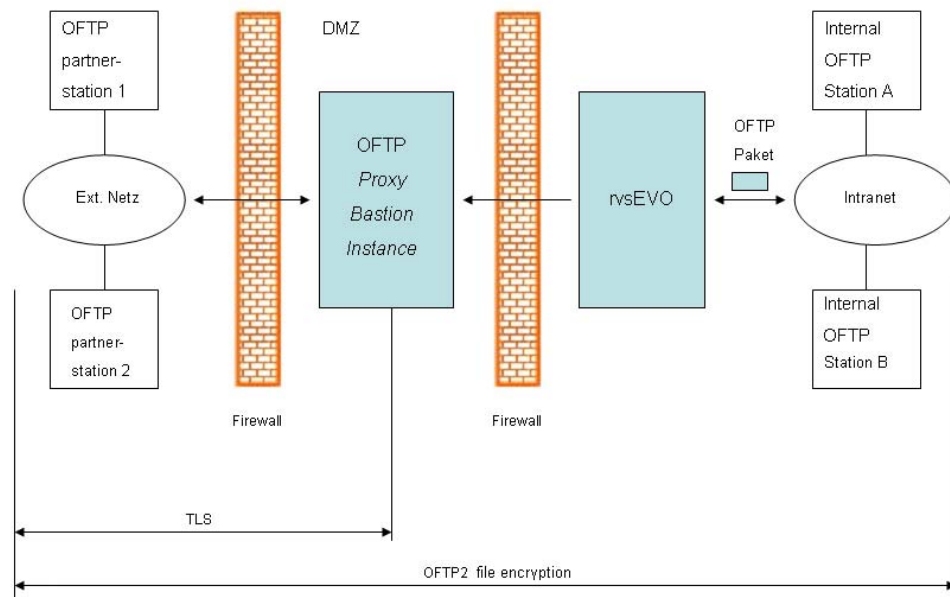 OFTP
partner-
station 1
DMZ
Internal
OFTP
Station A
OFTP
Proxy
Bastion
Instance
rvsEVO
OFTP
Paket
Ext. Netz
Intranet
OFTP
partner-
station 2
Internal
OFTP
Station B
Firewall
Firewall
TLS
OFTP2 file encryption